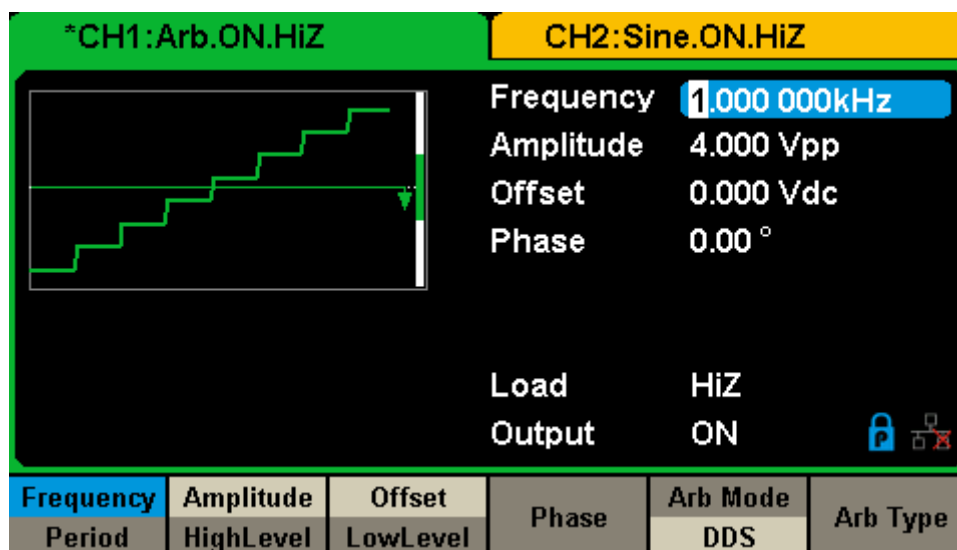 *CH1:Arb.ON.HiZ CH2:Sine.ON.HiZ
Frequency 1.000 000kHz
Amplitude 4.000 Vpp
Offset 0.000 Vdc
Phase 0.00 °
Load HiZ
Output ON
P
Frequency Amplitude Offset Phase Arb Mode Arb Type
Period HighLevel LowLevel DDS